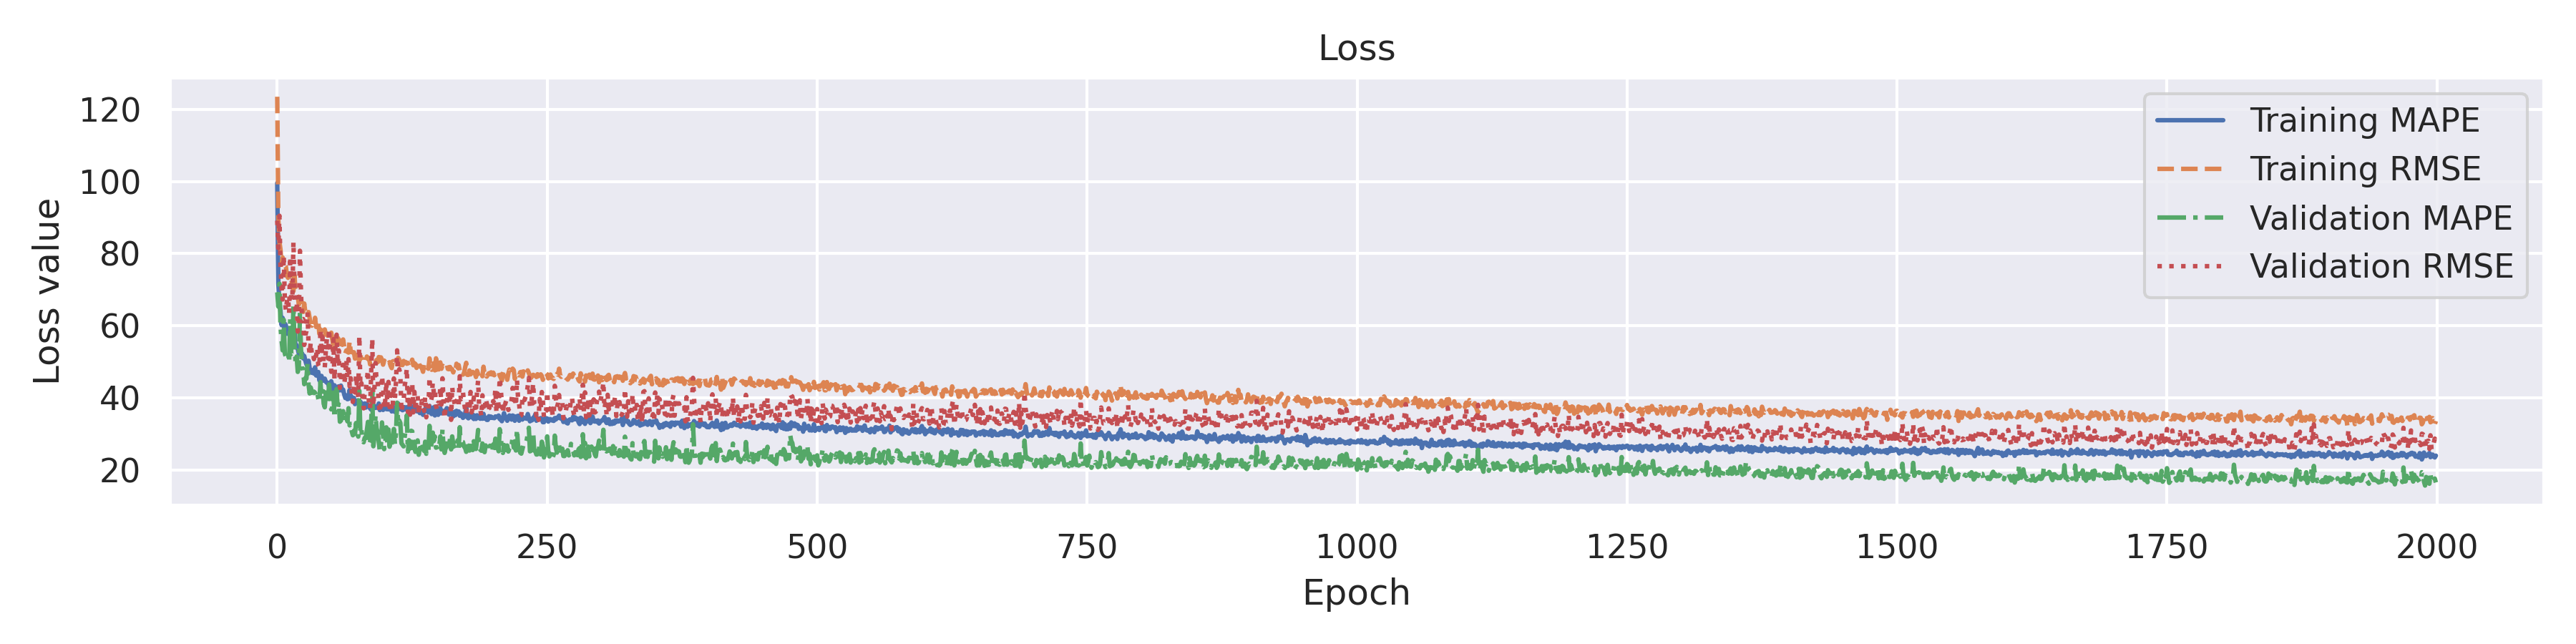 Loss
120
100
80
60
40
20
Loss value
0 250 500 750 1000 1250 1500 1750 2000
Epoch
Training MAPE
Training RMSE
Validation MAPE
Validation RMSE